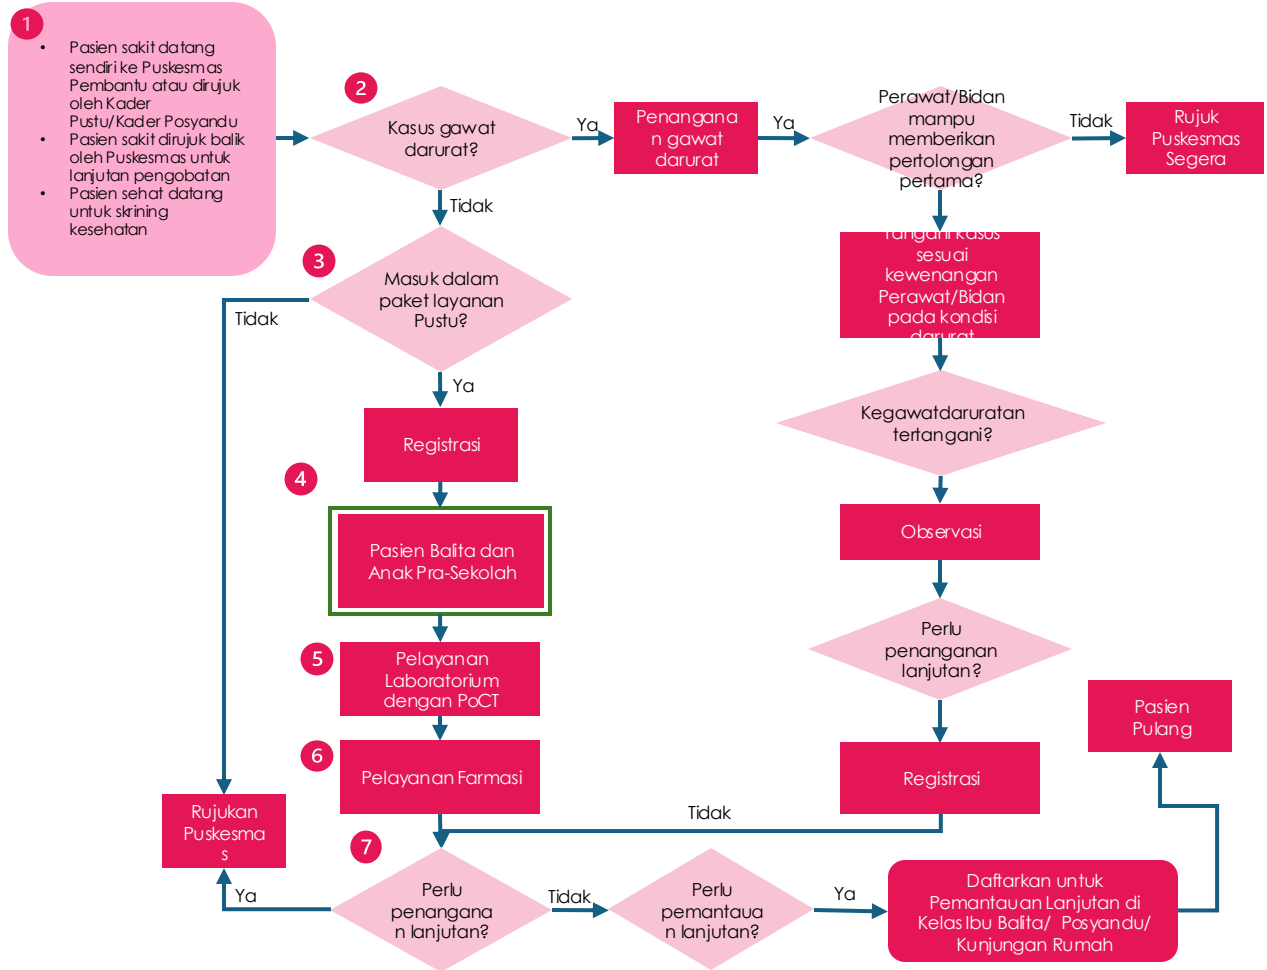 1
• Pasien sakit datang
sendiri ke Puskesmas
Pembantu atau dirujuk
oleh Kader
Pustu/Kader Posyandu
• Pasien sakit dirujuk balik
oleh Puskesmas untuk
lanjutan pengobatan
• Pasien sehat datang
untuk skrining
kesehatan
2
Kasus gawat
darurat?
Ya
Penangana
n gawat
darurat
Ya
Perawat/Bidan
mampu
memberikan
pertolongan
pertama?
Tidak
Rujuk
Puskesmas
Segera
Tidak
3
Masuk dalam
paket layanan
Pustu?
Tidak
Ya
Tangani kasus
sesuai
kewenangan
Perawat/Bidan
pada kondisi
darurat
Registrasi
Kegawatdaruratan
tertangani?
4
Pasien Balita dan
Anak Pra-Sekolah
Observasi
5
Pelayanan
Laboratorium
dengan PoCT
Perlu
penanganan
lanjutan?
6
Pelayanan Farmasi
Registrasi
Pasien
Pulang
Rujukan
Puskesma
s
Tidak
7
Ya
Perlu
penangana
n lanjutan?
Tidak
Perlu
pemantaua
n lanjutan?
Ya
Daftarkan untuk
Pemantauan Lanjutan di
Kelas Ibu Balita/ Posyandu/
Kunjungan Rumah